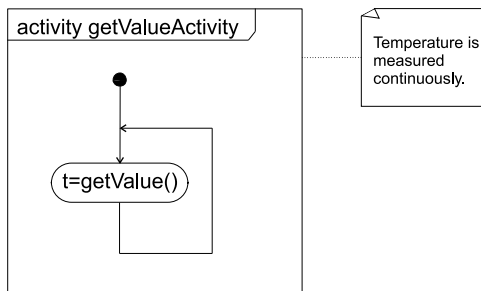 activity getValueActivity
Temperature is
measured
continuously.
t=getValue()